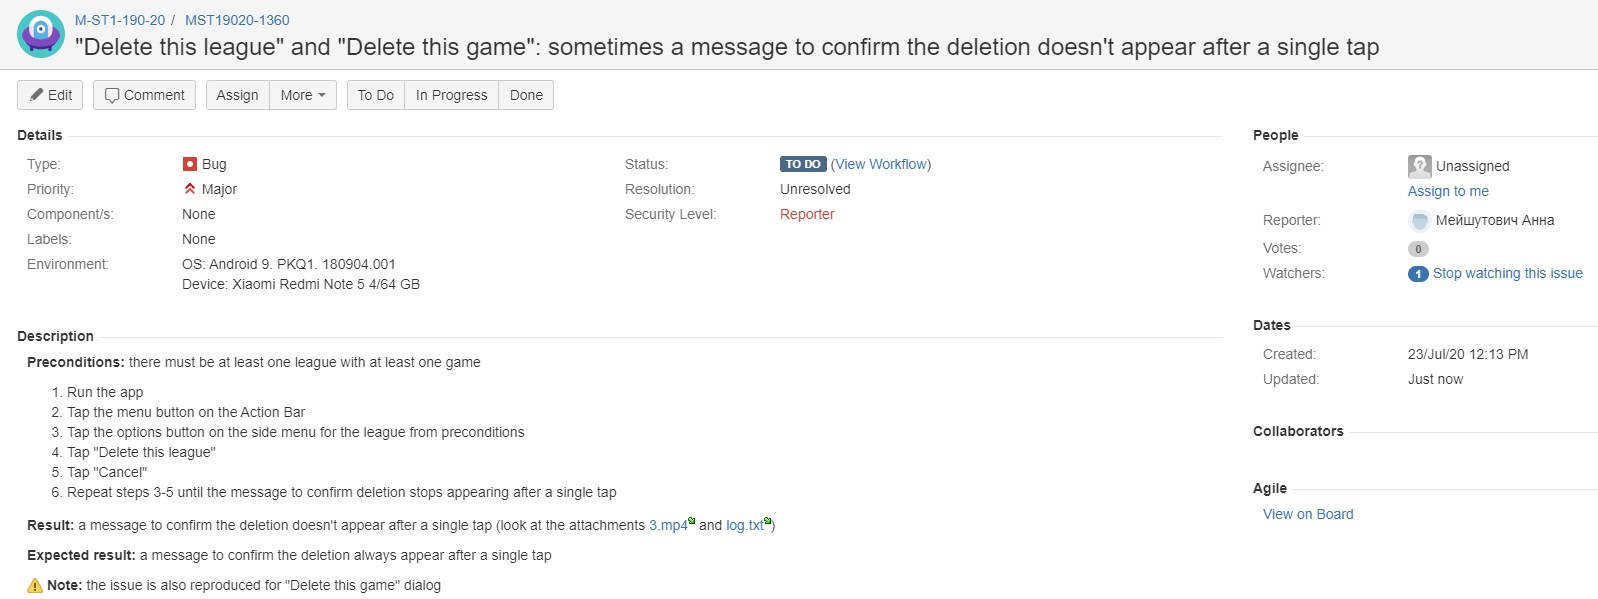 M-ST1-190-20 / MST19020-1360
"Delete this league" and "Delete this game": sometimes a message to confirm the deletion doesn't appear after a single tap
Edit Comment Assign More To Do In Progress Done
Details
Type: Bug
Priority: Major
Component/s: None
Labels: None
Environment: OS: Android 9. PKQ1. 180904.001
Device: Xiaomi Redmi Note 5 4/64 GB
Status: TO DO (View Workflow)
Resolution: Unresolved
Security Level: Reporter
Description
Preconditions: there must be at least one league with at least one game
1. Run the app
2. Tap the menu button on the Action Bar
3. Tap the options button on the side menu for the league from preconditions
4. Tap "Delete this league"
5. Tap "Cancel"
6. Repeat steps 3-5 until the message to confirm deletion stops appearing after a single tap
Result: a message to confirm the deletion doesn't appear after a single tap (look at the attachments 3.mp4 and log.txt)
Expected result: a message to confirm the deletion always appear after a single tap
Note: the issue is also reproduced for "Delete this game" dialog
People
Assignee: Unassigned
Assign to me
Reporter: Мейшутович Анна
Votes: 0
Watchers: 1 Stop watching this issue
Dates
Created: 23/Jul/20 12:13 PM
Updated: Just now
Collaborators
Agile
View on Board